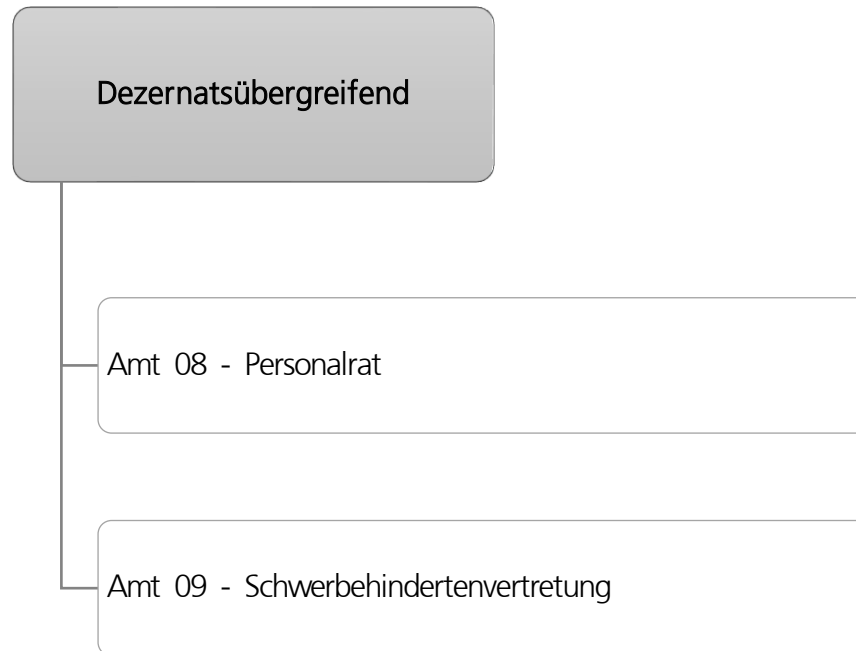 Dezernatsübergreifend
Amt 08 - Personalrat
Amt 09 - Schwerbehindertenvertretung